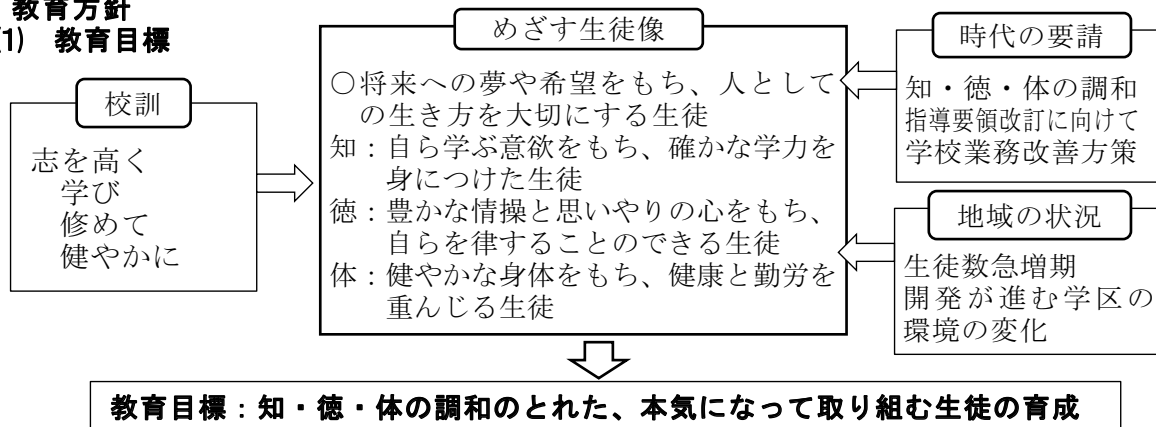 教育方針
(1) 教育目標
校訓
志を高く
学び
修めて
健やかに
めざす生徒像
○将来への夢や希望をもち、人として
の生き方を大切にする生徒
知：自ら学ぶ意欲をもち、確かな学力を
身につけた生徒
徳：豊かな情操と思いやりの心をもち、
自らを律することのできる生徒
体：健やかな身体をもち、健康と勤労を
重んじる生徒
時代の要請
知・徳・体の調和
指導要領改訂に向けて
学校業務改善方策
地域の状況
生徒数急増期
開発が進む学区の
環境の変化
教育目標：知・徳・体の調和のとれた、本気になって取り組む生徒の育成